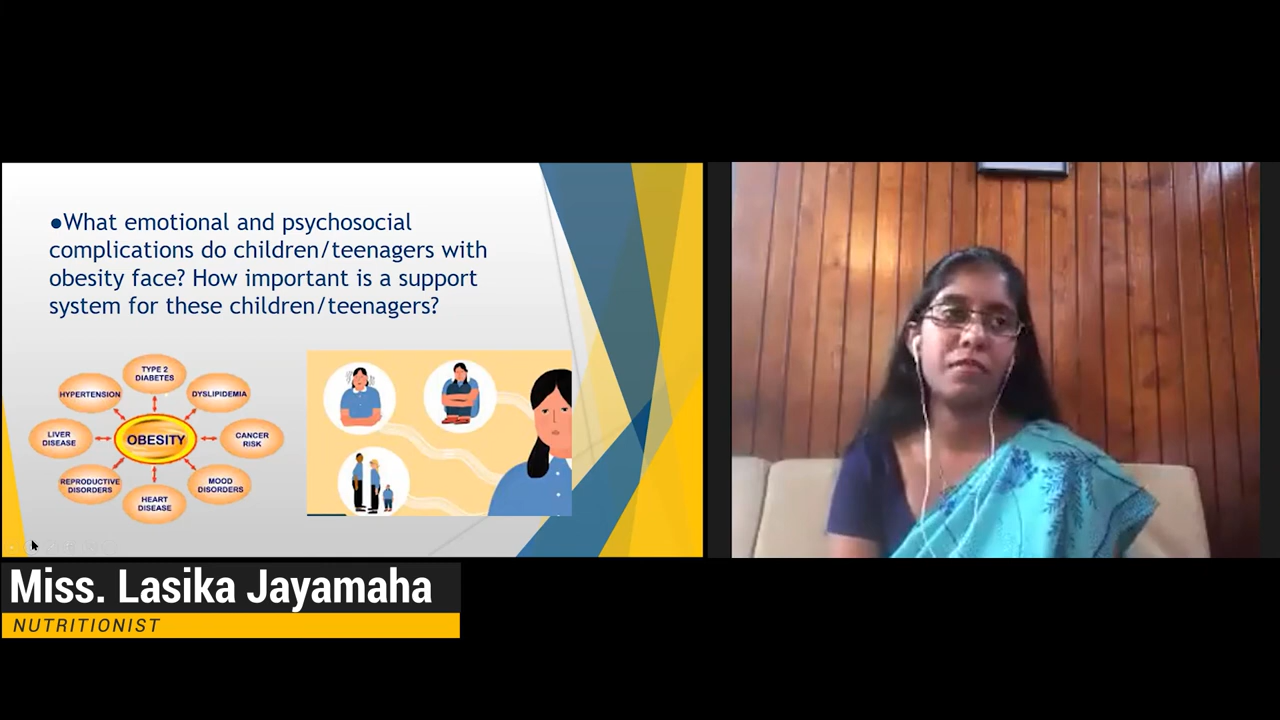 ●What emotional and psychosocial
complications do children/teenagers with
obesity face? How important is a support
system for these children/teenagers?
TYPE 2
DIABETES
HYPERTENSION
DYSLIPIDEMIA
LIVER
DISEASE
OBESITY
CANCER
RISK
REPRODUCTIVE
DISORDERS
MOOD
DISORDERS
HEART
DISEASE
Miss. Lasika Jayamaha
NUTRITIONIST